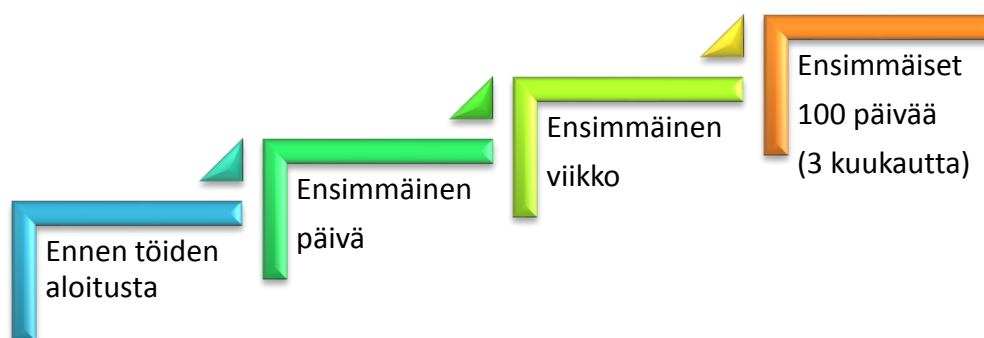 Ennen töiden
aloitusta
Ensimmäinen
päivä
Ensimmäinen
viikko
Ensimmäiset
100 päivää
(3 kuukautta)